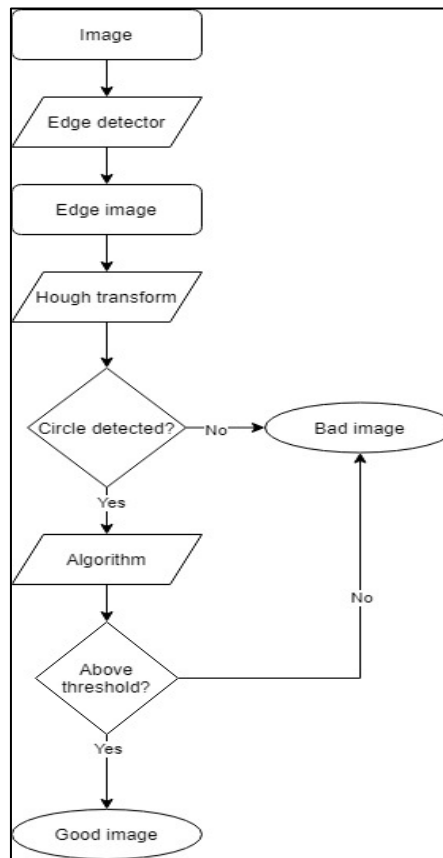 Image
Edge detector
Edge image
Hough transform
Circle detected?
No
Bad image
Yes
Algorithm
No
Above
threshold?
Yes
Good image